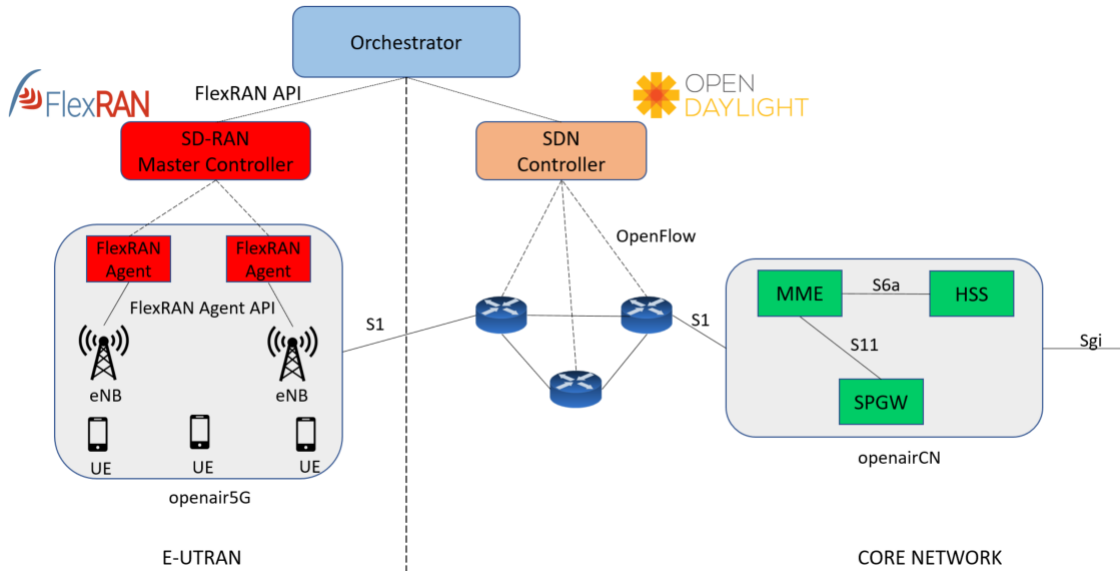 Orchestrator
FlexRAN
FlexRAN API
OPEN
DAYLIGHT
SD-RAN
Master Controller
SDN
Controller
FlexRAN
Agent
FlexRAN
Agent
FlexRAN Agent API
eNB
eNB
UE
UE
UE
openair5G
S1
OpenFlow
S1
MME
S6a
HSS
S11
SPGW
Sgi
openairCN
E-UTRAN
CORE NETWORK